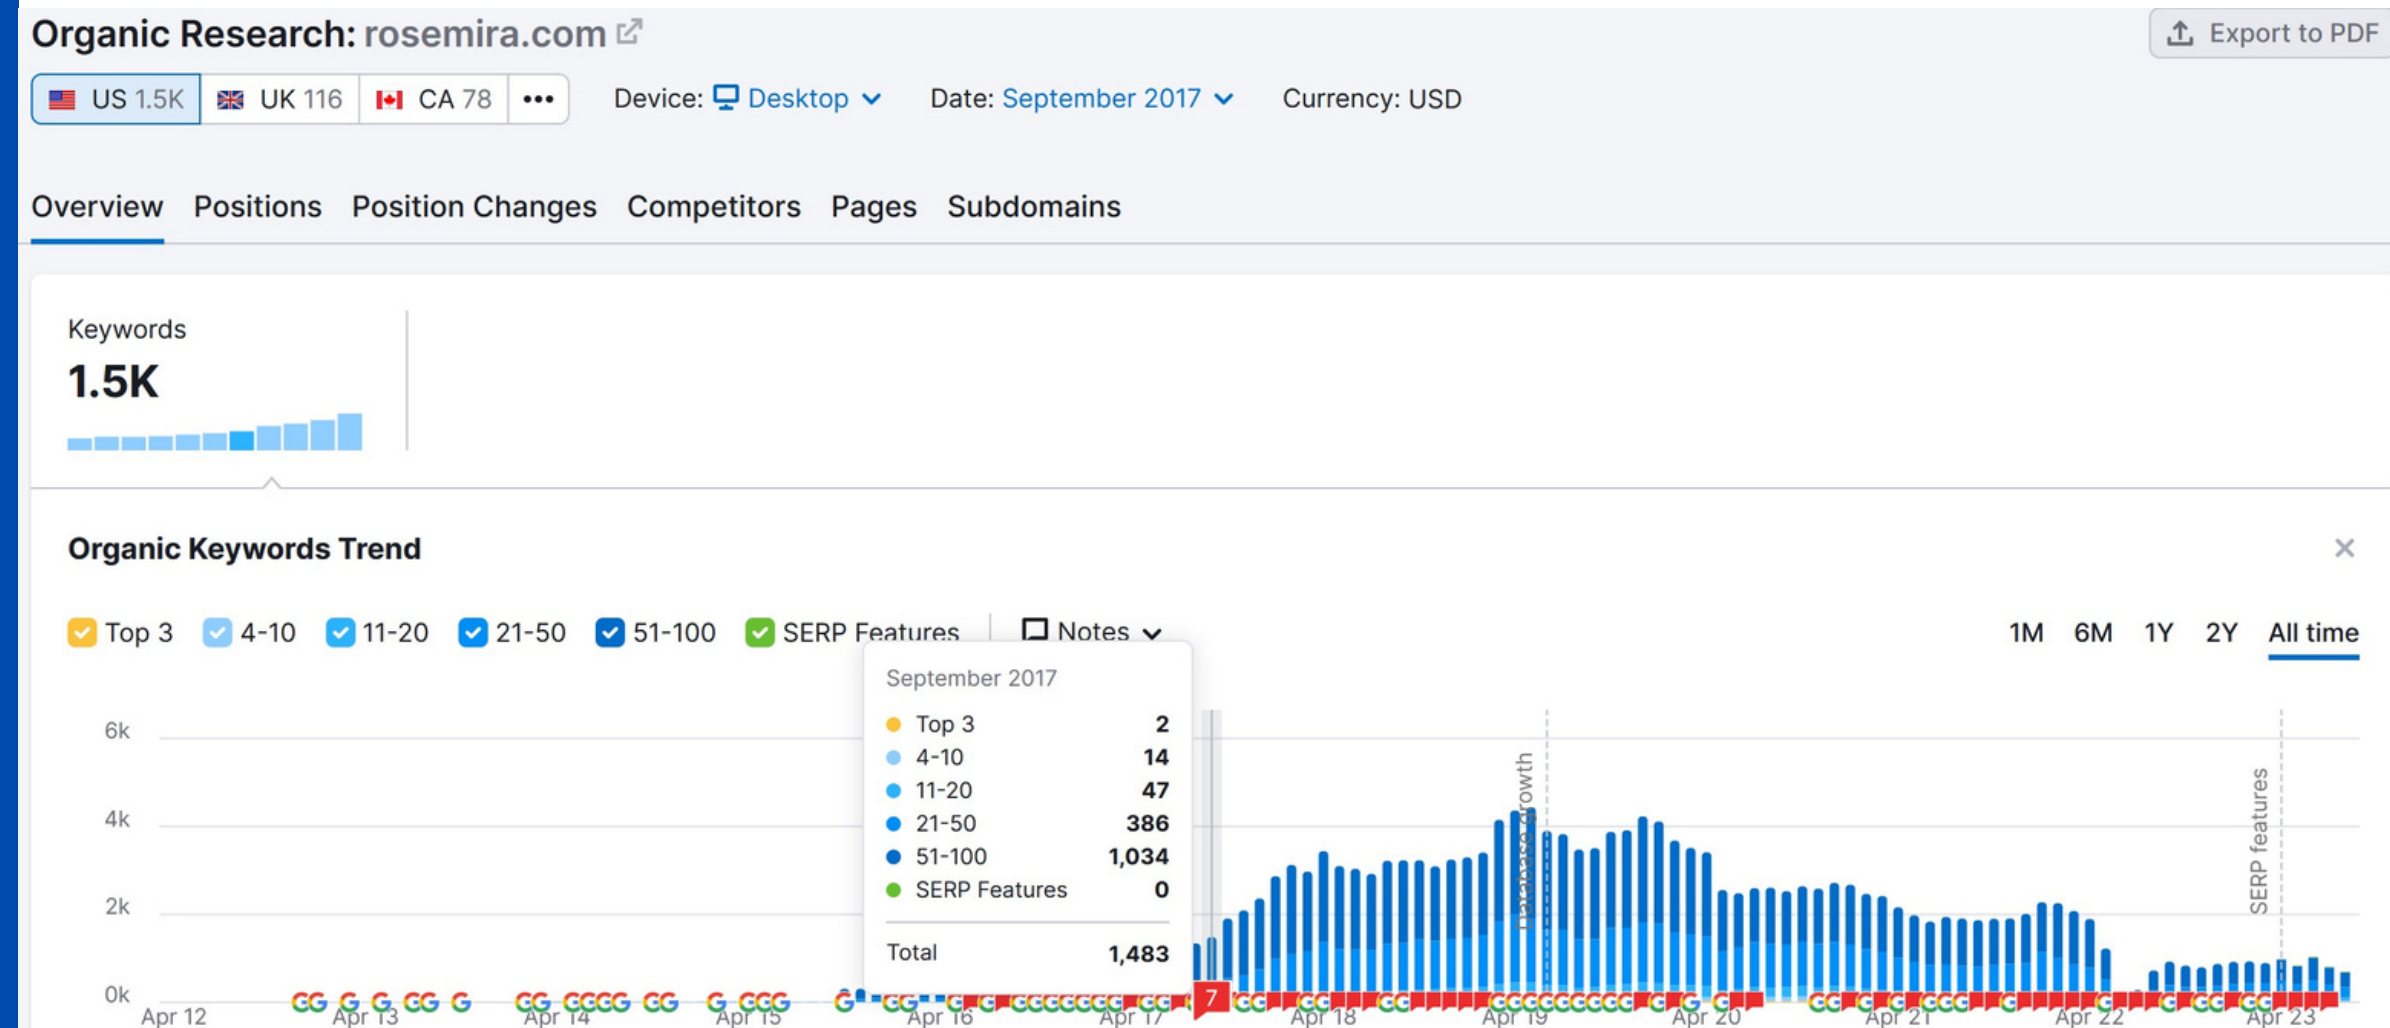 Organic Research: rosemira.com
Export to PDF
US 1.5K UK 116 CA 78 •••
Device: Desktop Date: September 2017 Currency: USD
Overview Positions Position Changes Competitors Pages Subdomains
Keywords
1.5K
Organic Keywords Trend
Top 3 4-10 11-20 21-50 51-100 SERP Features Notes
1M 6M 1Y 2Y All time
September 2017
Top 3 2
4-10 14
11-20 47
21-50 386
51-100 1,034
SERP Features 0
Total 1,483
6k
4k
2k
0k
Database growth
SERP features
7
Apr 12 Apr 13 Apr 14 Apr 15 Apr 16 Apr 17 Apr 18 Apr 19 Apr 20 Apr 21 Apr 22 Apr 23